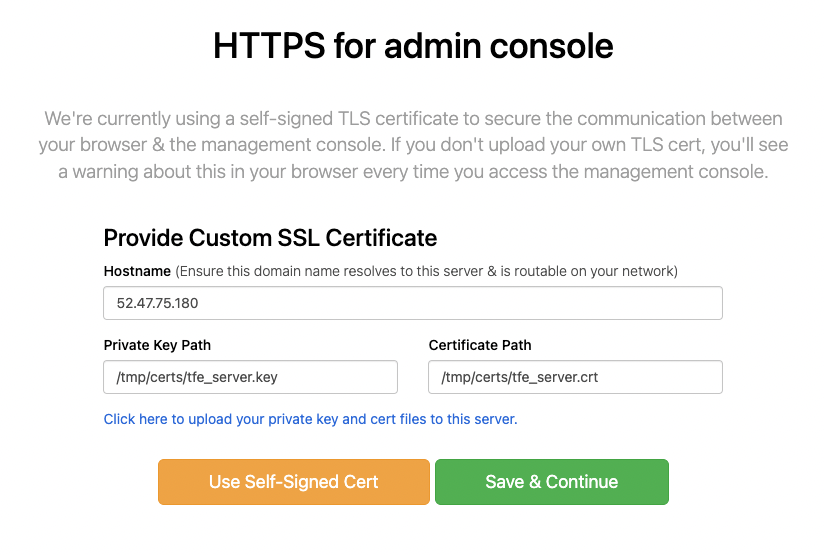 HTTPS for admin console
We're currently using a self-signed TLS certificate to secure the communication between
your browser & the management console. If you don't upload your own TLS cert, you'll see
a warning about this in your browser every time you access the management console.
Provide Custom SSL Certificate
Hostname (Ensure this domain name resolves to this server & is routable on your network)
52.47.75.180
Private Key Path Certificate Path
/tmp/certs/tfe_server.key /tmp/certs/tfe_server.crt
Click here to upload your private key and cert files to this server.
Use Self-Signed Cert Save & Continue